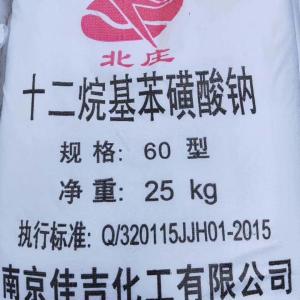 北庄
十二烷基苯磺酸钠
规格: 60 型
净重: 25 kg
执行标准: Q/320115JJH01-2015
南京佳吉化工有限公司